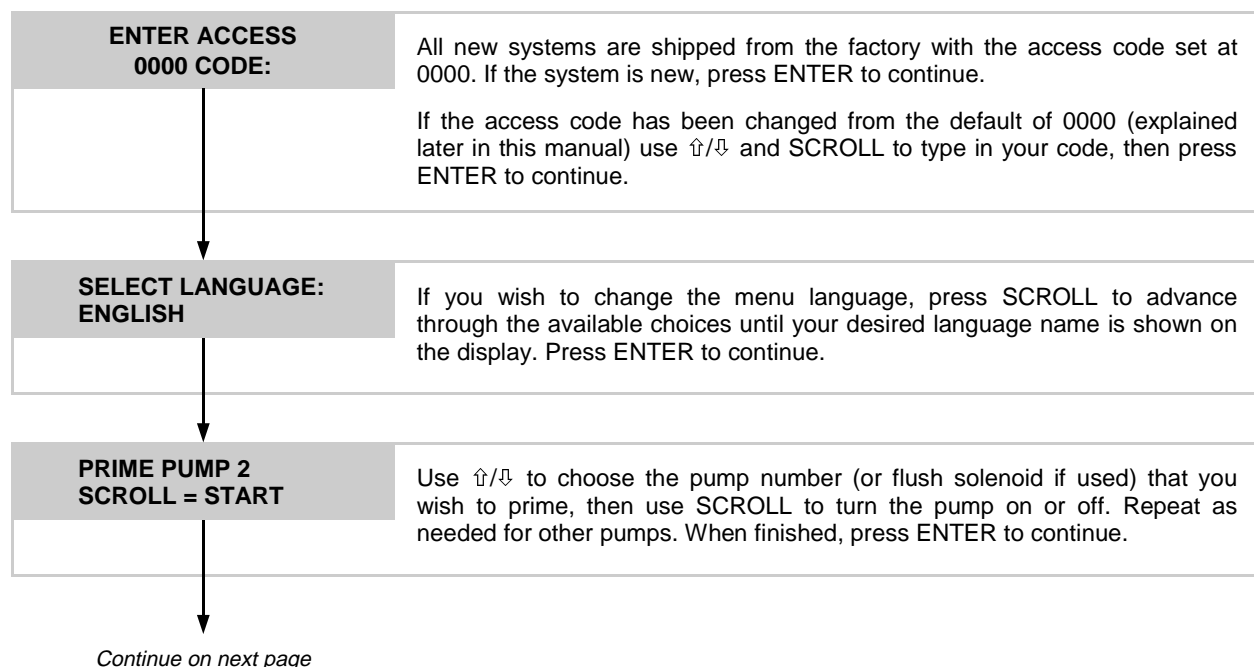 ENTER ACCESS
0000 CODE:
All new systems are shipped from the factory with the access code set at
0000. If the system is new, press ENTER to continue.
If the access code has been changed from the default of 0000 (explained
later in this manual) use ⇧/⇩ and SCROLL to type in your code, then press
ENTER to continue.
SELECT LANGUAGE:
ENGLISH
If you wish to change the menu language, press SCROLL to advance
through the available choices until your desired language name is shown on
the display. Press ENTER to continue.
PRIME PUMP 2
SCROLL = START
Use ⇧/⇩ to choose the pump number (or flush solenoid if used) that you
wish to prime, then use SCROLL to turn the pump on or off. Repeat as
needed for other pumps. When finished, press ENTER to continue.
Continue on next page